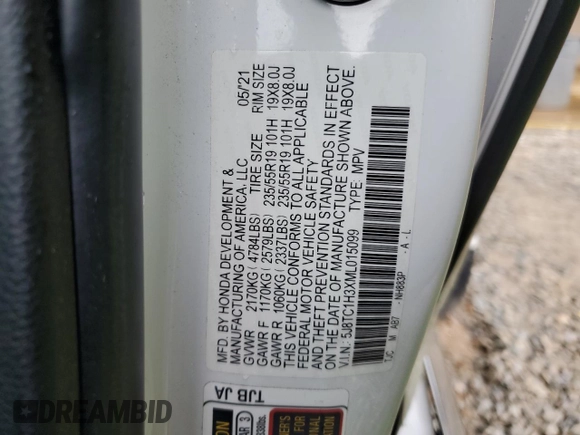 MFD. BY HONDA DEVELOPMENT & 05/'21
MANUFACTURING OF AMERICA, LLC
GVWR 2170KG ( 4784LBS) TIRE SIZE RIM SIZE
GAWR F 1170KG ( 2579LBS) 235/55R19 101H 19X8.0J
GAWR R 1060KG ( 2337LBS) 235/55R19 101H 19X8.0J
THIS VEHICLE CONFORMS TO ALL APPLICABLE
FEDERAL MOTOR VEHICLE SAFETY
AND THEFT PREVENTION STANDARDS IN EFFECT
ON THE DATE OF MANUFACTURE SHOWN ABOVE.
V.I.N.: 5J8TC1H3XML015099 TYPE: MPV
TJC M AB7 - NH883P - A - L
TJB JA
DREAMBID